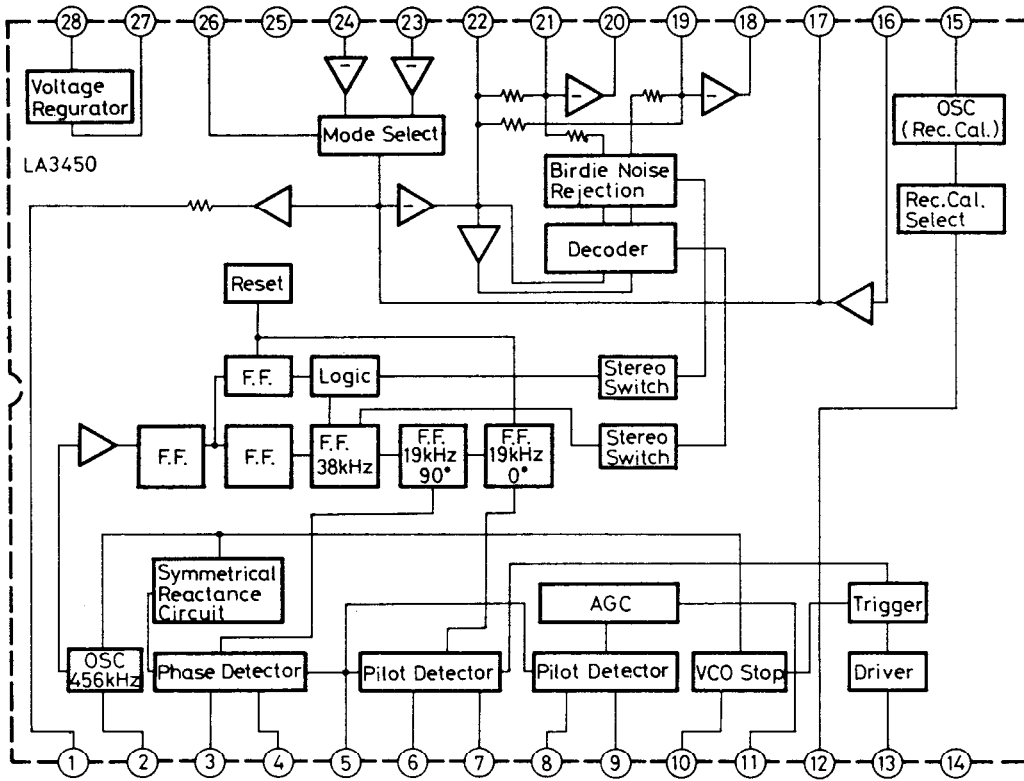 28 27 26 25 24 23 22 21 20 19 18 17 16 15
Voltage
Regurator
Mode Select
OSC
(Rec.Cal.)
LA3450
Birdie Noise
Rejection
Rec.Cal.
Select
Decoder
Reset
F.F.
Logic
Stereo
Switch
F.F.
F.F.
F.F.
38kHz
F.F.
19kHz
90°
F.F.
19kHz
0°
Stereo
Switch
Symmetrical
Reactance
Circuit
AGC
Trigger
OSC
456kHz
Phase Detector
Pilot Detector
Pilot Detector
VCO Stop
Driver
1 2 3 4 5 6 7 8 9 10 11 12 13 14